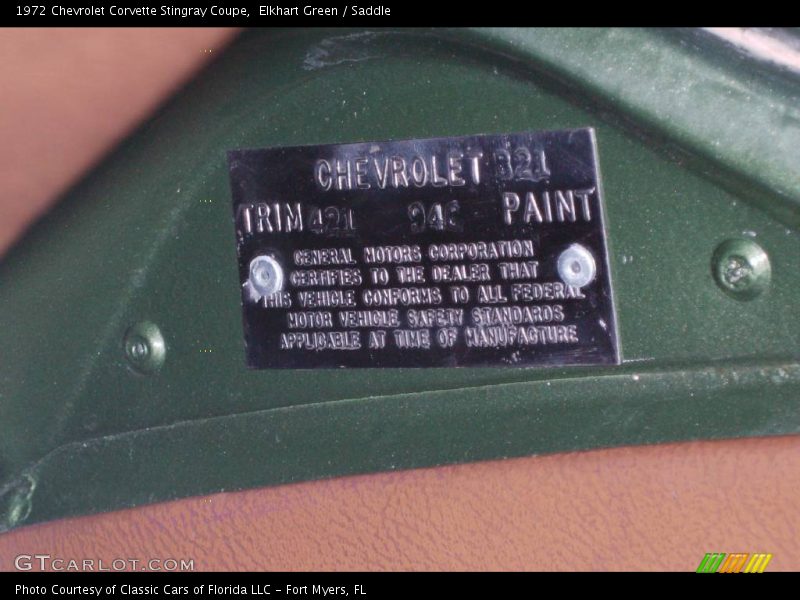 1972 Chevrolet Corvette Stingray Coupe,  Elkhart Green / Saddle
CHEVROLET
TRIM 421 PAINT
GENERAL MOTORS CORPORATION
CERTIFIES TO THE DEALER THAT
THIS VEHICLE CONFORMS TO ALL FEDERAL
MOTOR VEHICLE SAFETY STANDARDS
APPLICABLE AT TIME OF MANUFACTURE
GTCARLOT.COM
Photo Courtesy of Classic Cars of Florida LLC - Fort Myers, FL